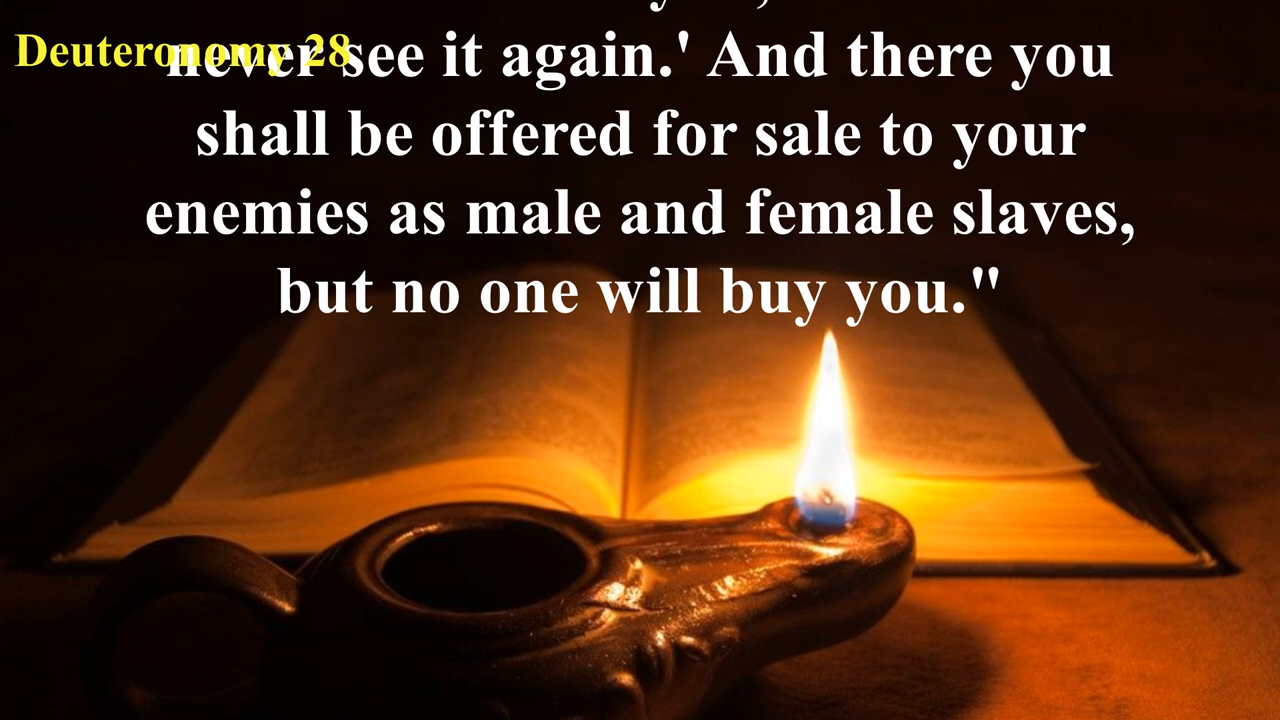 Deuteronomy 28
never see it again.' And there you
shall be offered for sale to your
enemies as male and female slaves,
but no one will buy you."